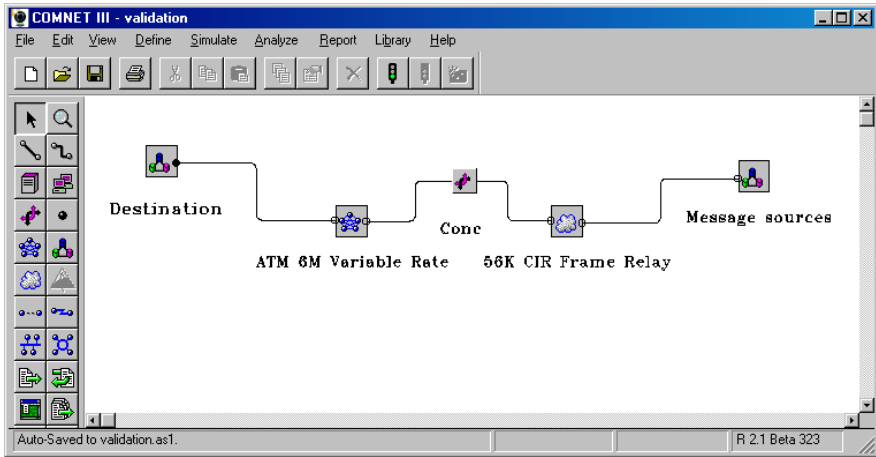 COMNET III - validation
File Edit View Define Simulate Analyze Report Library Help
Destination
Conc
Message sources
ATM 6M Variable Rate
56K CIR Frame Relay
Auto-Saved to validation.as1.
R 2.1 Beta 323